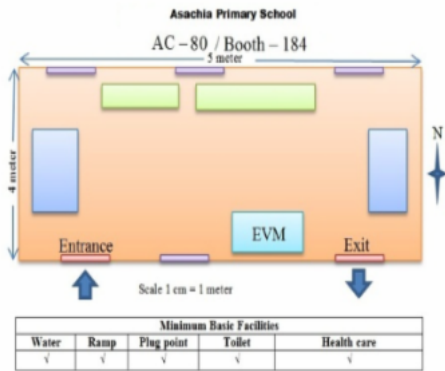 Asachia Primary School
AC – 80 / Booth – 184
5 meter
4 meter
N
EVM
Entrance
Exit
Scale 1 cm = 1 meter
Minimum Basic Facilities
Water Ramp Plug point Toilet Health care
√ √ √ √ √